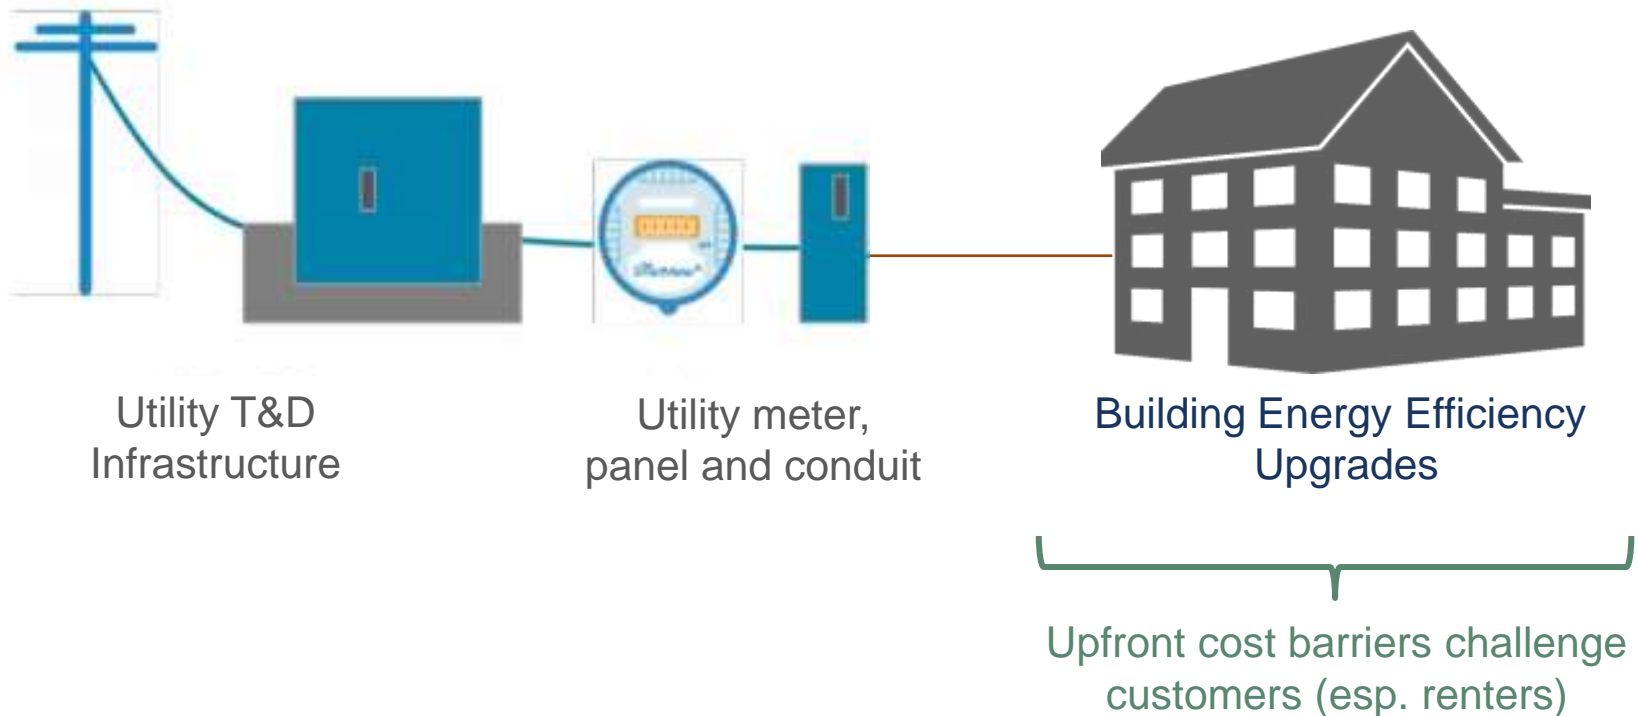 Utility T&D
Infrastructure
Utility meter,
panel and conduit
Building Energy Efficiency
Upgrades
Upfront cost barriers challenge
customers (esp. renters)